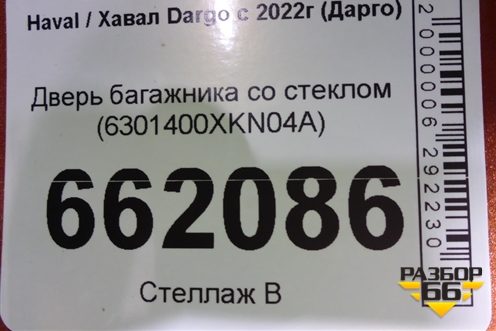 Haval / Хавал Dargo с 2022г (Дарго)
Дверь багажника со стеклом
(6301400XKN04A)
662086
Стеллаж В
2000006292230
РАЗБОР
66